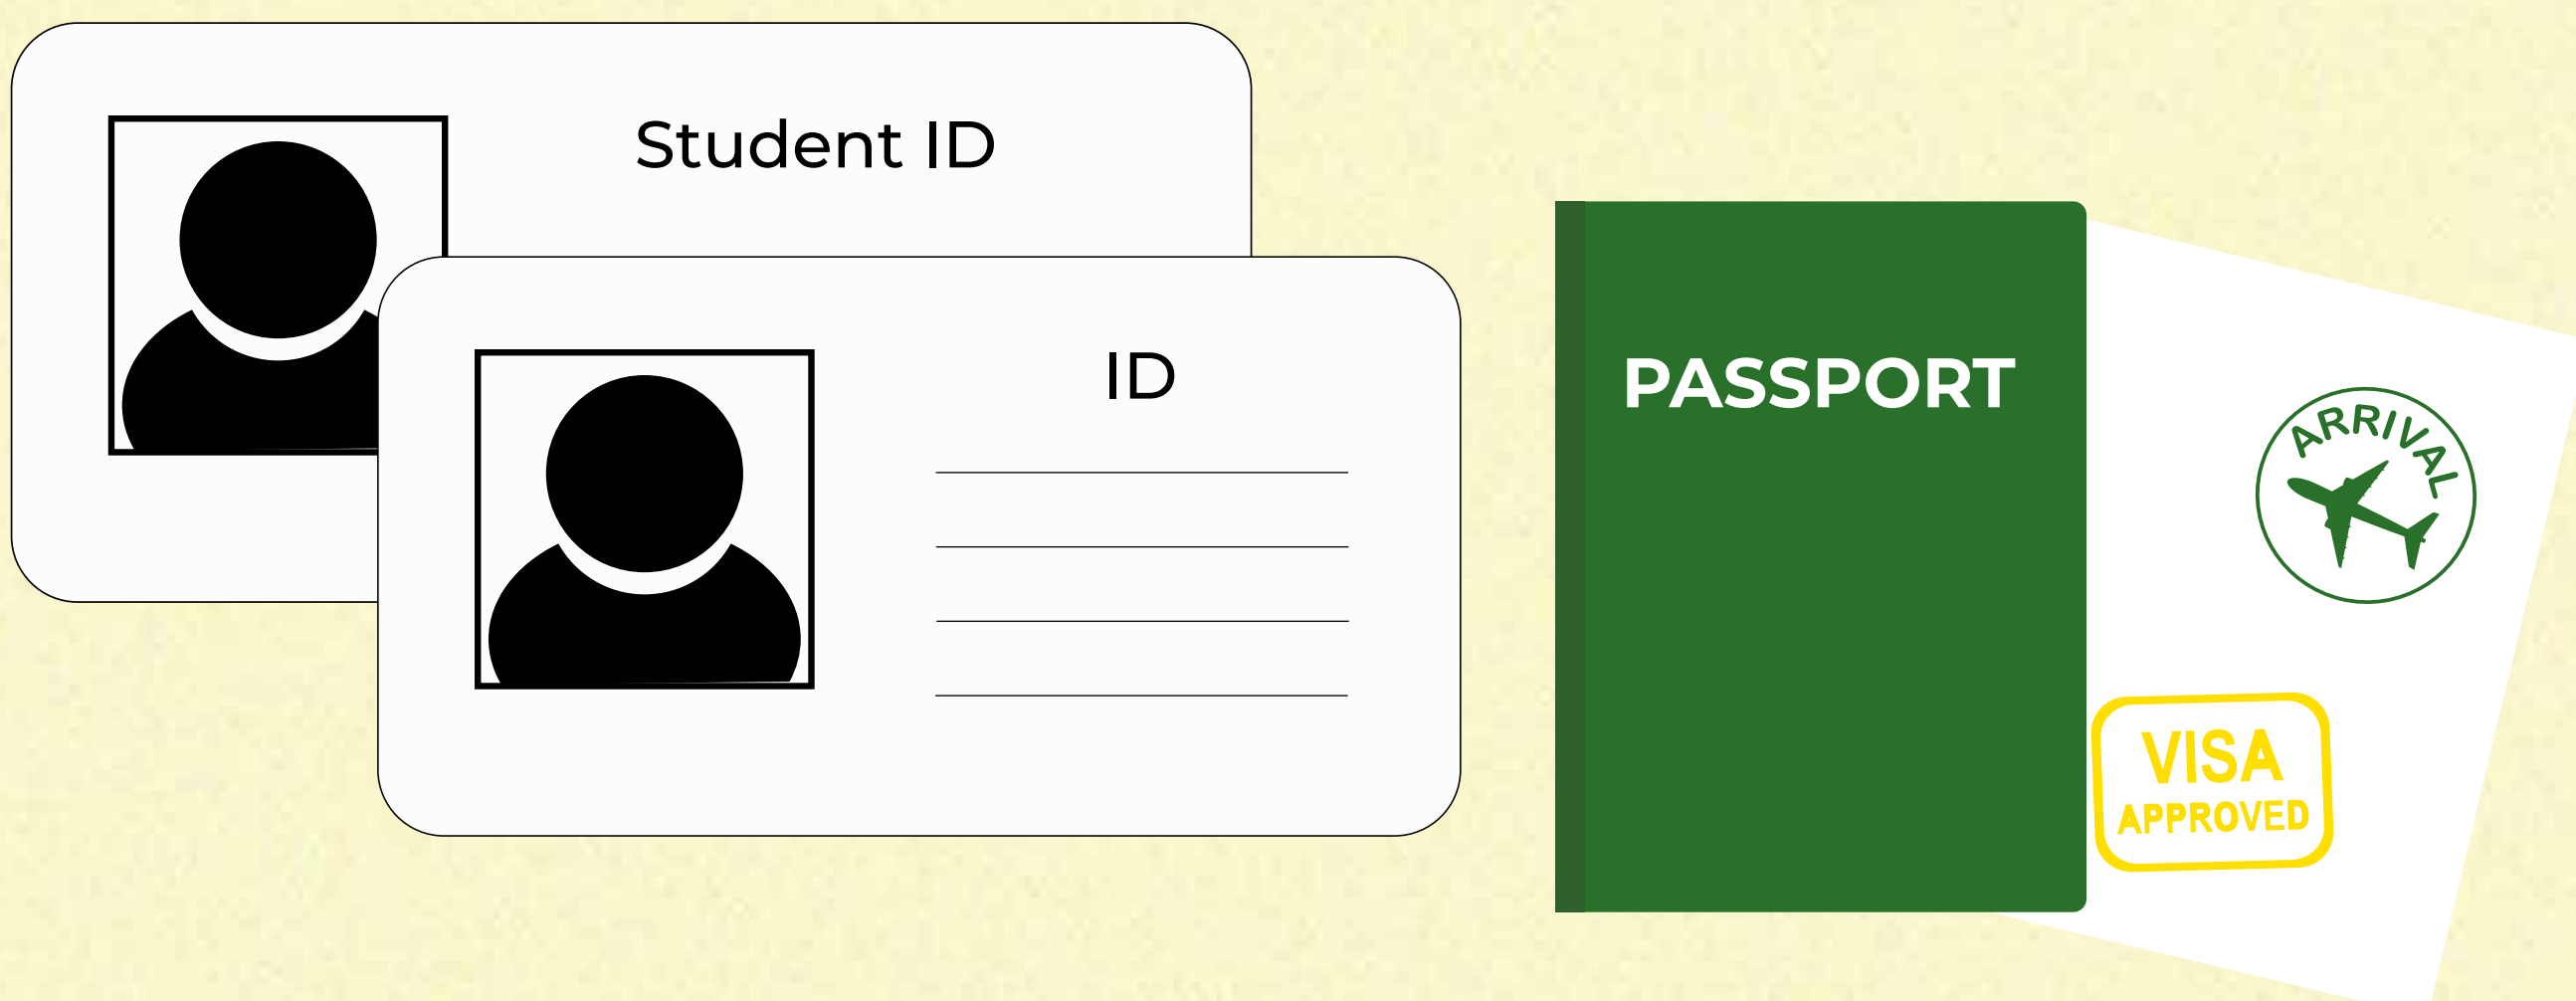 Student ID
ID
PASSPORT
ARRIVAL
VISA
APPROVED